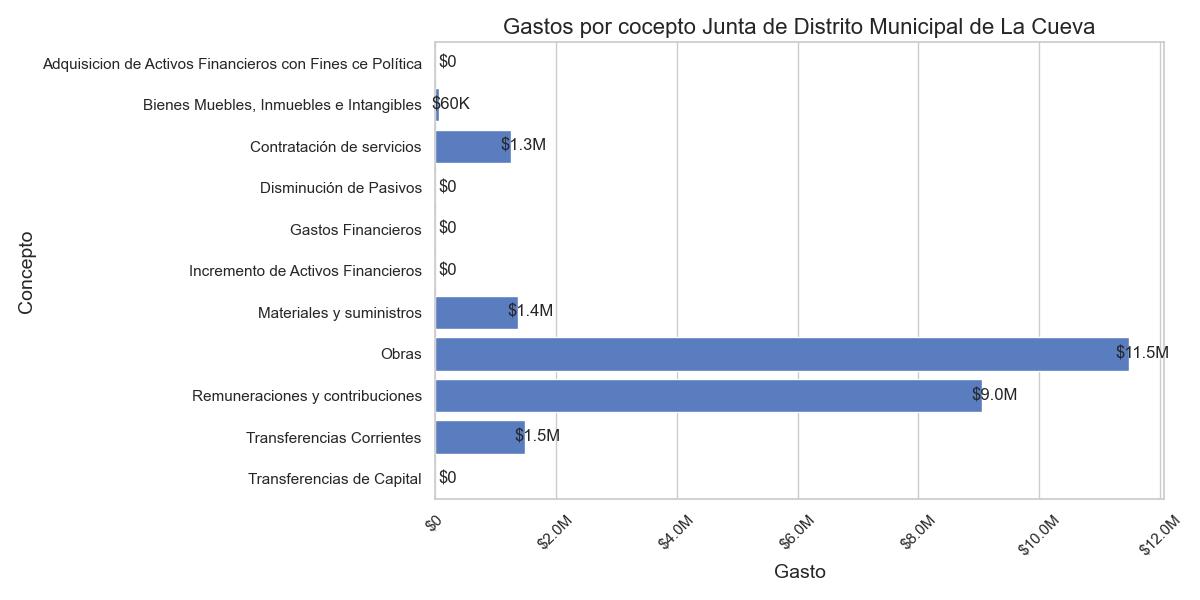 Gastos por cocepto Junta de Distrito Municipal de La Cueva
Concepto
Adquisicion de Activos Financieros con Fines ce Política $0
Bienes Muebles, Inmuebles e Intangibles $60K
Contratación de servicios $1.3M
Disminución de Pasivos $0
Gastos Financieros $0
Incremento de Activos Financieros $0
Materiales y suministros $1.4M
Obras $11.5M
Remuneraciones y contribuciones $9.0M
Transferencias Corrientes $1.5M
Transferencias de Capital $0
$0 $2.0M $4.0M $6.0M $8.0M $10.0M $12.0M
Gasto